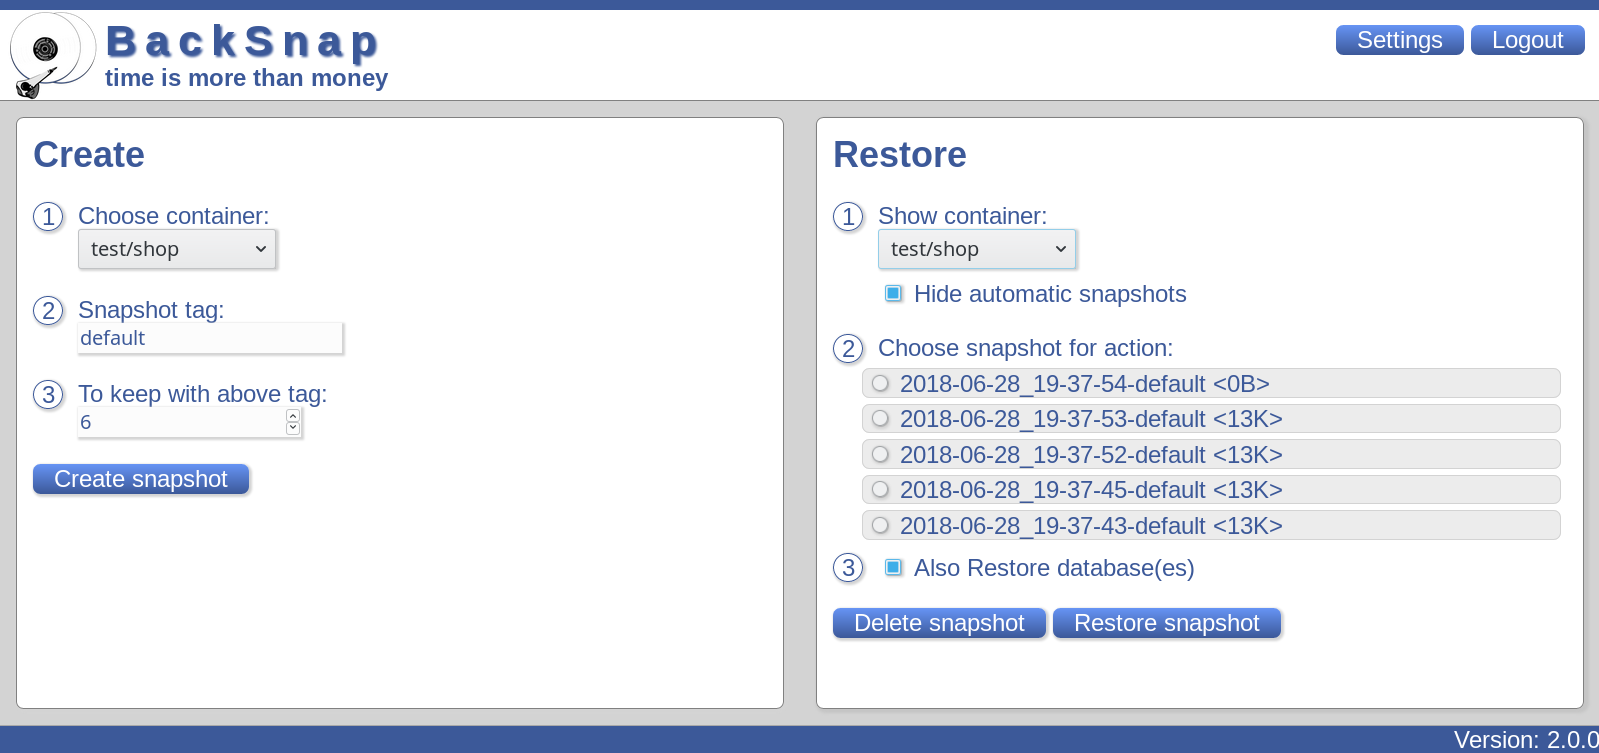 BackSnap
time is more than money
Settings
Logout
Create
1 Choose container:
test/shop
2 Snapshot tag:
default
3 To keep with above tag:
6
Create snapshot
Restore
1 Show container:
test/shop
Hide automatic snapshots
2 Choose snapshot for action:
2018-06-28_19-37-54-default <0B>
2018-06-28_19-37-53-default <13K>
2018-06-28_19-37-52-default <13K>
2018-06-28_19-37-45-default <13K>
2018-06-28_19-37-43-default <13K>
3 Also Restore database(es)
Delete snapshot
Restore snapshot
Version: 2.0.0